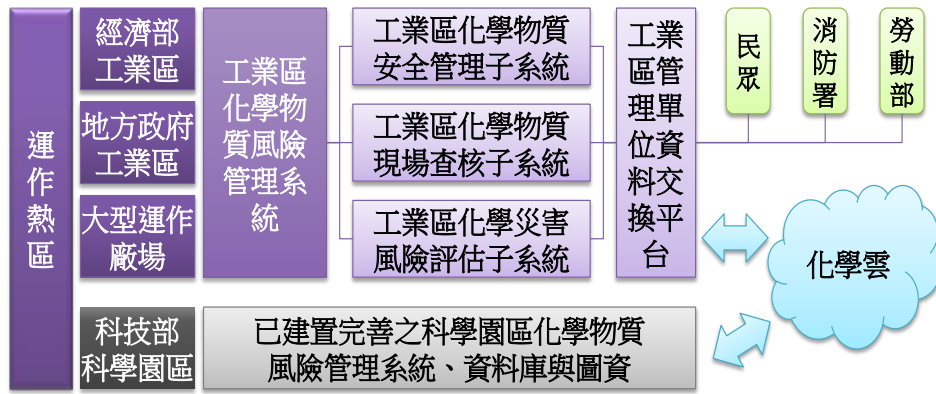 運作熱區
經濟部
工業區
地方政府
工業區
大型運作
廠場
科技部
科學園區
工業區
化學物
質風險
管理系
統
工業區化學物質
安全管理子系統
工業區化學物質
現場查核子系統
工業區化學災害
風險評估子系統
工業
區管
理單
位資
料交
換平
台
民眾
消防署
勞動部
化學雲
已建置完善之科學園區化學物質
風險管理系統、資料庫與圖資